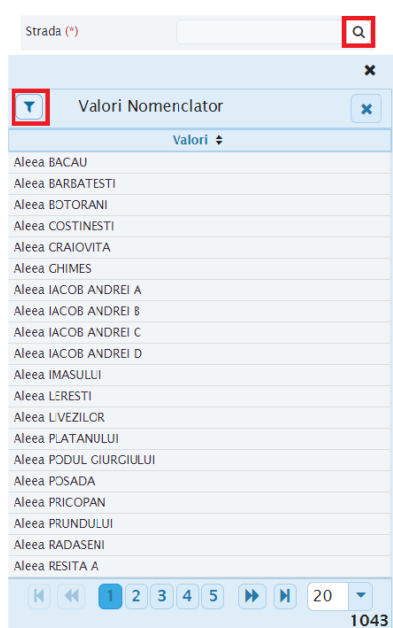 Strada (*)
Valori Nomenclator
Valori
Aleea BACAU
Aleea BARBATESTI
Aleea BOTORANI
Aleea COSTINESTI
Aleea CRAIOVITA
Aleea GHIMES
Aleea IACOB ANDREI A
Aleea IACOB ANDREI B
Aleea IACOB ANDREI C
Aleea IACOB ANDREI D
Aleea IMASULUI
Aleea LERESTI
Aleea LIVEZILOR
Aleea PLATANULUI
Aleea PODUL GIURGIULUI
Aleea POSADA
Aleea PRICOPAN
Aleea PRUNDULUI
Aleea RADASENI
Aleea RESITA A
1 2 3 4 5 20
1043